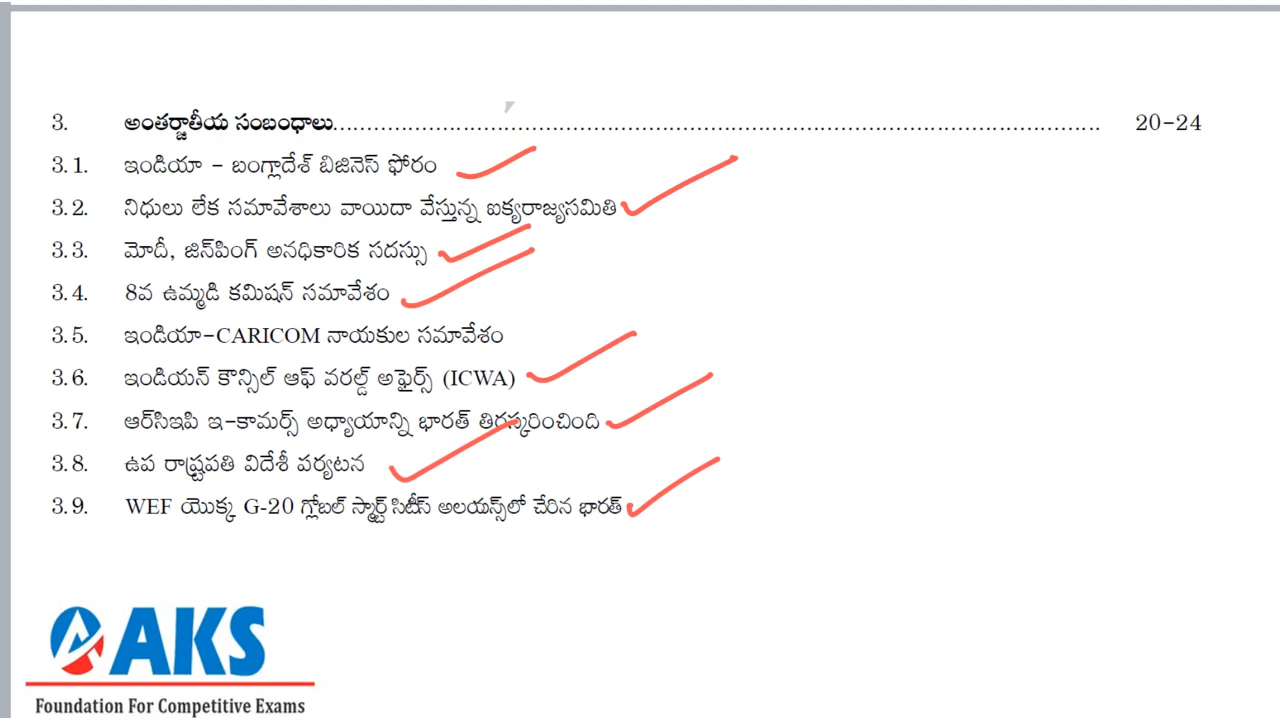 3. అంతర్జాతీయ సంబంధాలు.................................................................................................................. 20-24
3.1. ఇండియా - బంగ్లాదేశ్ బిజినెస్ ఫోరం
3.2. నిధులు లేక సమావేశాలు వాయిదా వేస్తున్న ఐక్యరాజ్యసమితి
3.3. మోదీ, జిన్‌పింగ్ అనధికారిక సదస్సు
3.4. 8వ ఉమ్మడి కమిషన్ సమావేశం
3.5. ఇండియా-CARICOM నాయకుల సమావేశం
3.6. ఇండియన్ కౌన్సిల్ ఆఫ్ వరల్డ్ అఫైర్స్ (ICWA)
3.7. ఆర్‌సిఇపి ఇ-కామర్స్ అధ్యాయాన్ని భారత్ తిరస్కరించింది
3.8. ఉప రాష్ట్రపతి విదేశీ పర్యటన
3.9. WEF యొక్క G-20 గ్లోబల్ స్మార్ట్ సిటీస్ అలయన్స్‌లో చేరిన భారత్
AKS
Foundation For Competitive Exams